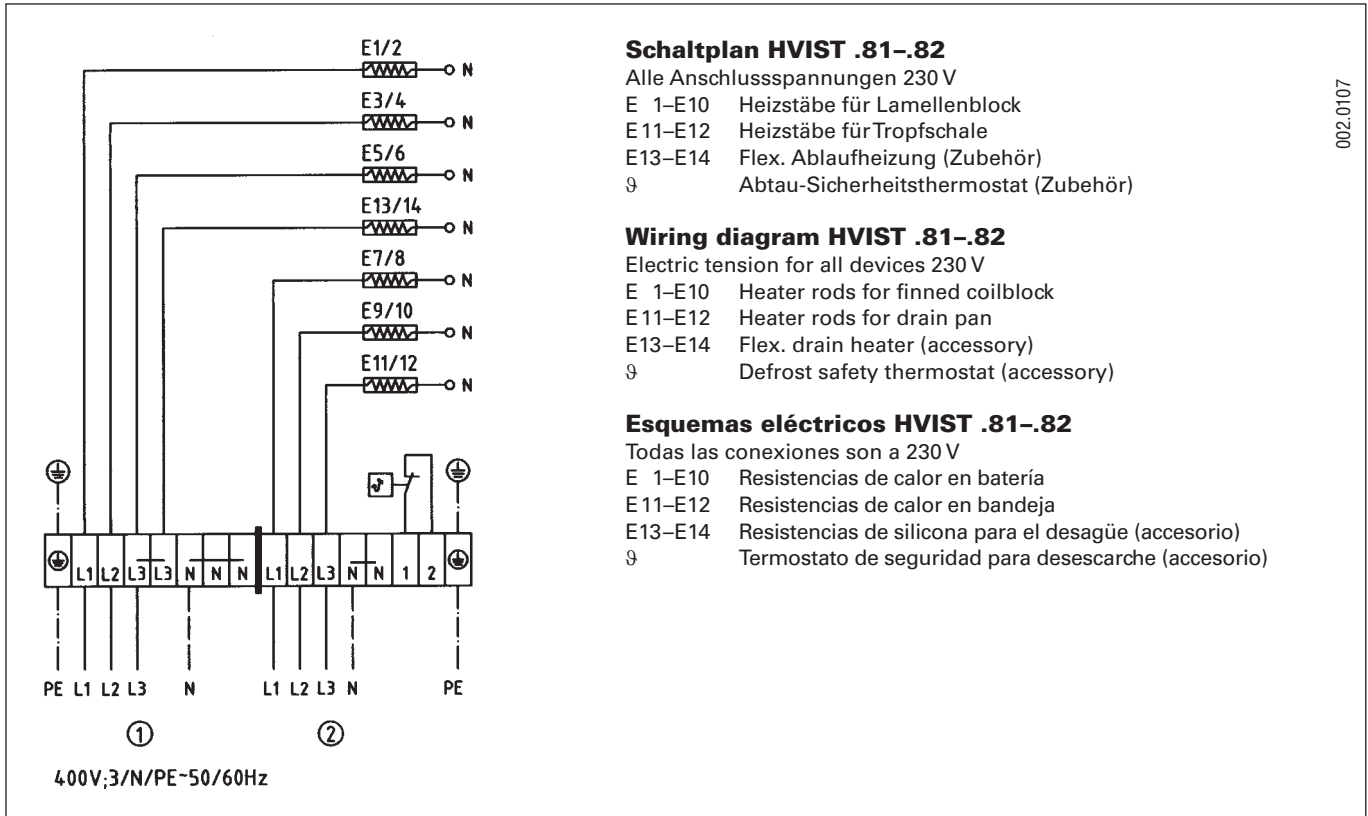 E1/2
N
E3/4
N
E5/6
N
E13/14
N
E7/8
N
E9/10
N
E11/12
N
ϑ
L1 L2 L3 L3 N N N L1 L2 L3 N N 1 2
PE L1 L2 L3 N L1 L2 L3 N PE
① ②
400V;3/N/PE~50/60Hz
Schaltplan HVIST .81–.82
Alle Anschlussspannungen 230 V
E 1–E10 Heizstäbe für Lamellenblock
E11–E12 Heizstäbe für Tropfschale
E13–E14 Flex. Ablaufheizung (Zubehör)
ϑ Abtau-Sicherheitsthermostat (Zubehör)
Wiring diagram HVIST .81–.82
Electric tension for all devices 230 V
E 1–E10 Heater rods for finned coilblock
E11–E12 Heater rods for drain pan
E13–E14 Flex. drain heater (accessory)
ϑ Defrost safety thermostat (accessory)
Esquemas eléctricos HVIST .81–.82
Todas las conexiones son a 230 V
E 1–E10 Resistencias de calor en batería
E11–E12 Resistencias de calor en bandeja
E13–E14 Resistencias de silicona para el desagüe (accesorio)
ϑ Termostato de seguridad para desescarche (accesorio)
002.0107